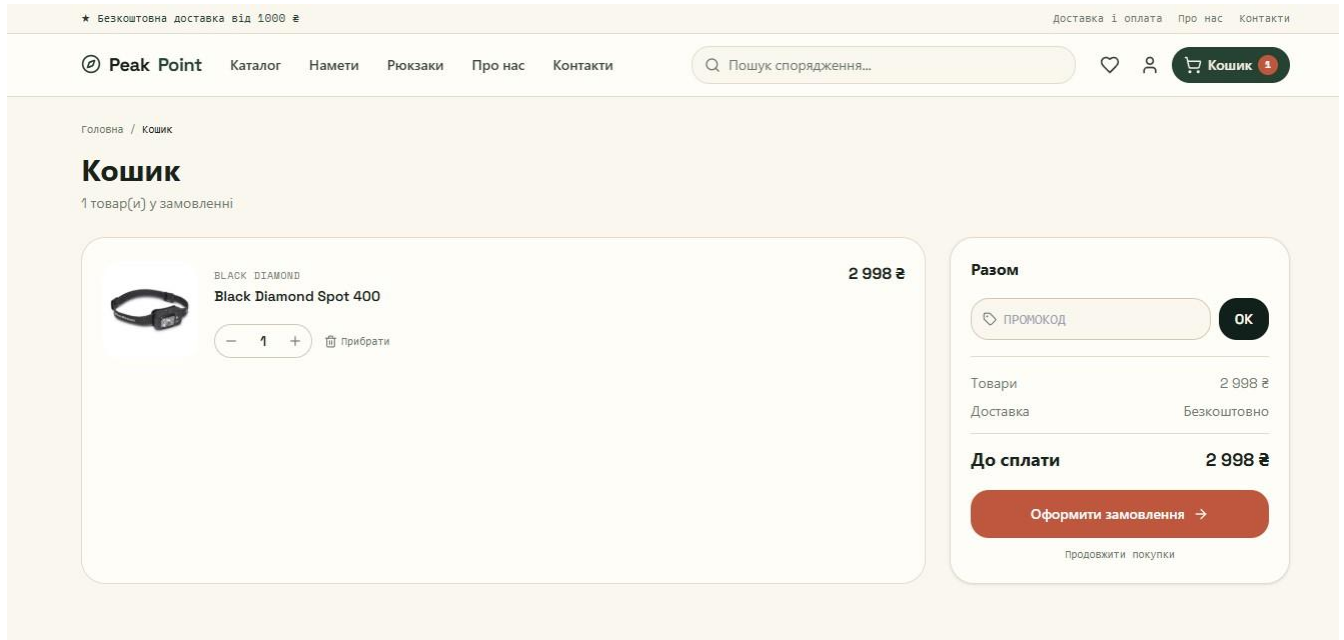 ★ Безкоштовна доставка від 1000 ₴
Доставка і оплата Про нас Контакти
Peak Point Каталог Намети Рюкзаки Про нас Контакти Пошук спорядження... Кошик 1
Головна / Кошик
Кошик
1 товар(и) у замовленні
BLACK DIAMOND
Black Diamond Spot 400
2 998 ₴
1 Прибрати
Разом
ПРОМОКОД OK
Товари 2 998 ₴
Доставка Безкоштовно
До сплати 2 998 ₴
Оформити замовлення →
Продовжити покупки